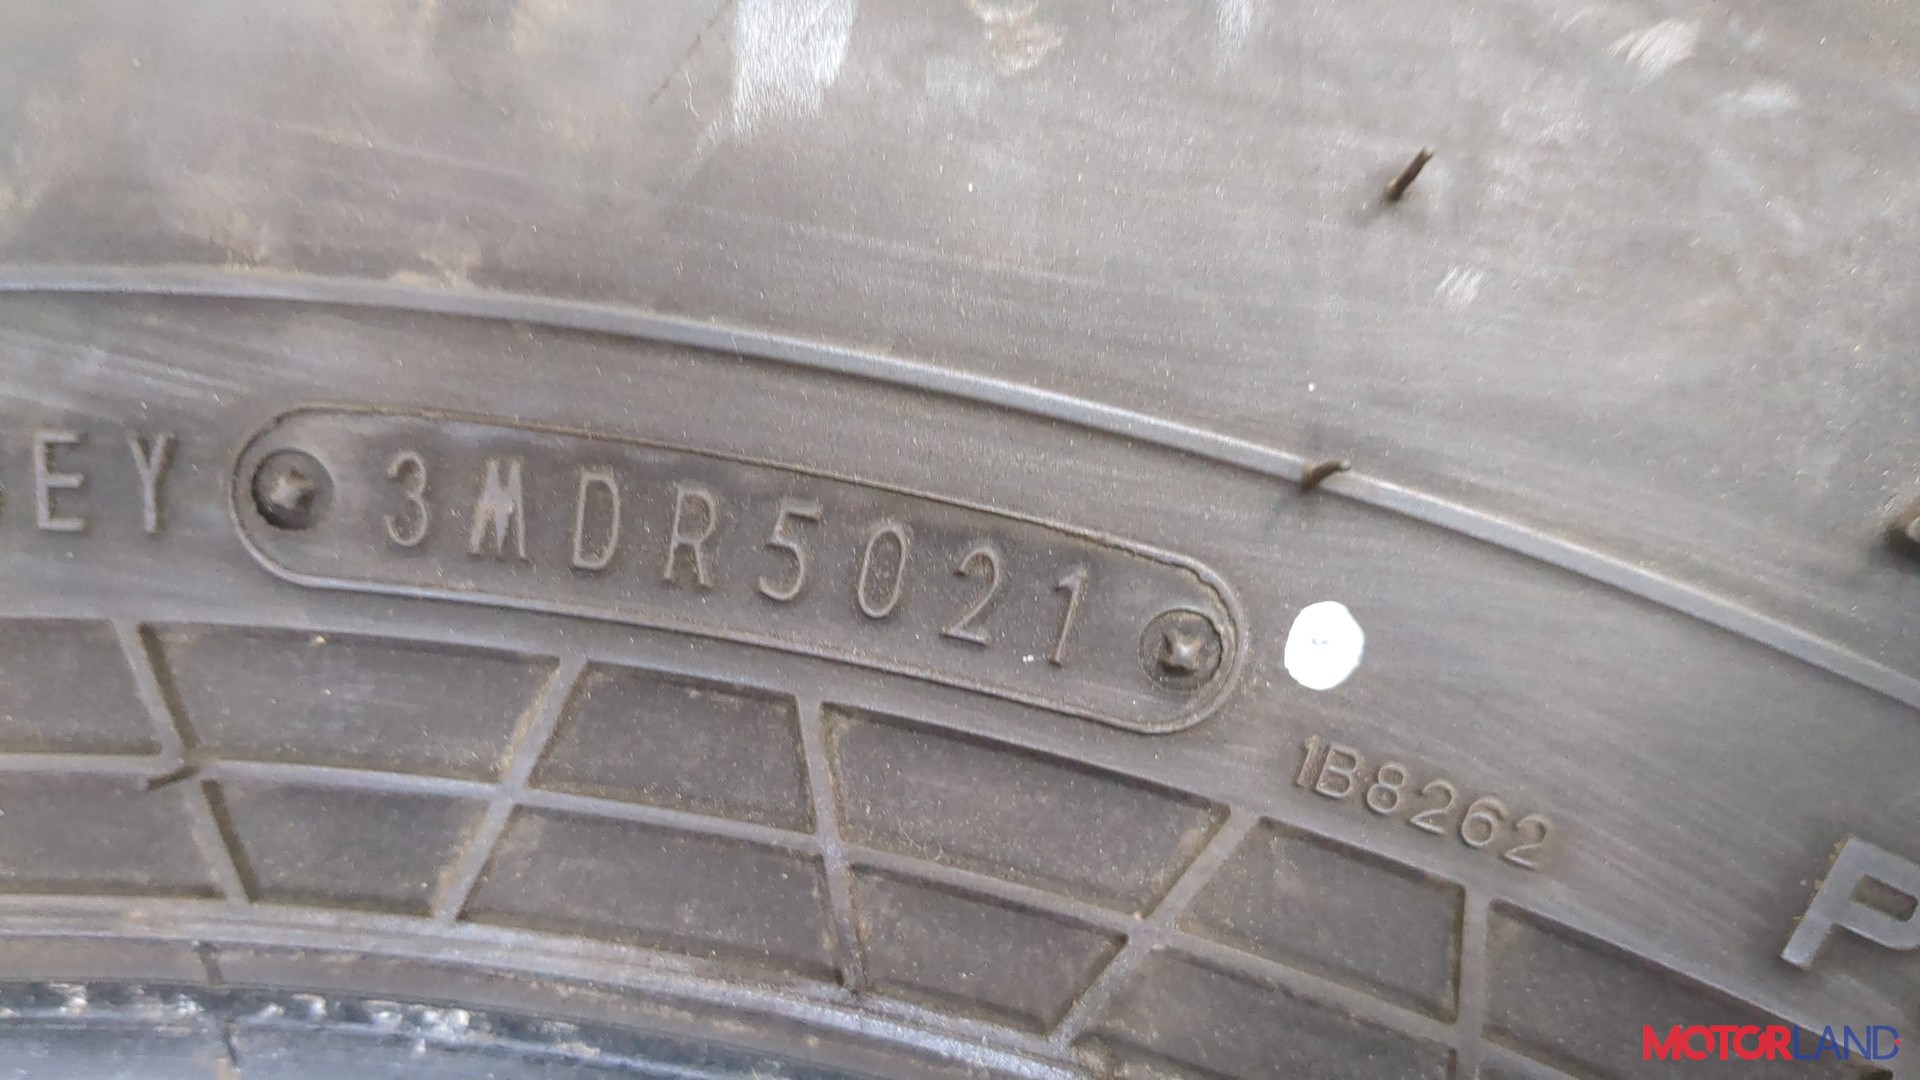 EY 3MDR5021
1B8262
P
MOTORLAND